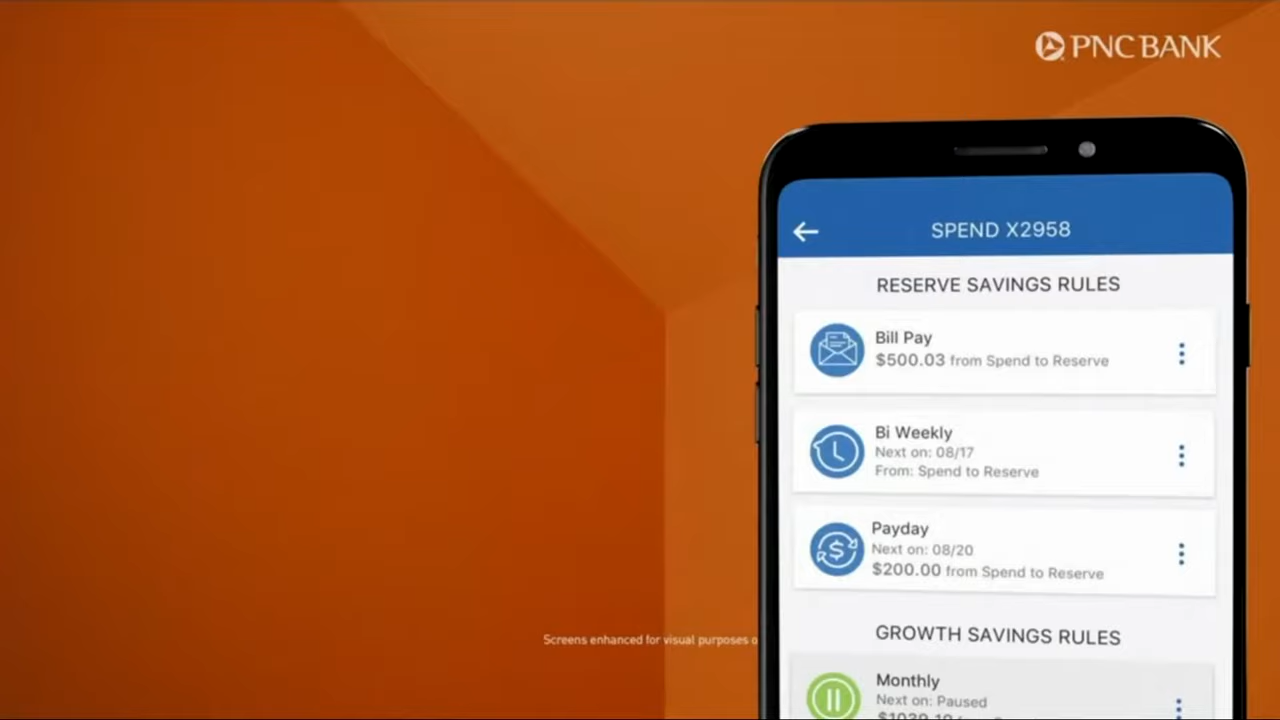 PNC BANK
SPEND X2958
RESERVE SAVINGS RULES
Bill Pay
$500.03 from Spend to Reserve
Bi Weekly
Next on: 08/17
From: Spend to Reserve
Payday
Next on: 08/20
$200.00 from Spend to Reserve
GROWTH SAVINGS RULES
Monthly
Next on: Paused
Screens enhanced for visual purposes